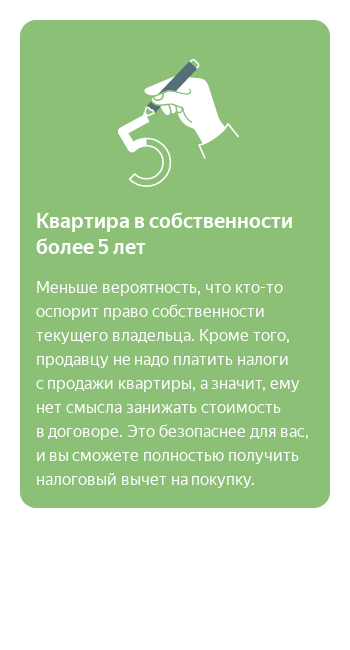 5
Квартира в собственности
более 5 лет
Меньше вероятность, что кто-то
оспорит право собственности
текущего владельца. Кроме того,
продавцу не надо платить налоги
с продажи квартиры, а значит, ему
нет смысла занижать стоимость
в договоре. Это безопаснее для вас,
и вы сможете полностью получить
налоговый вычет на покупку.